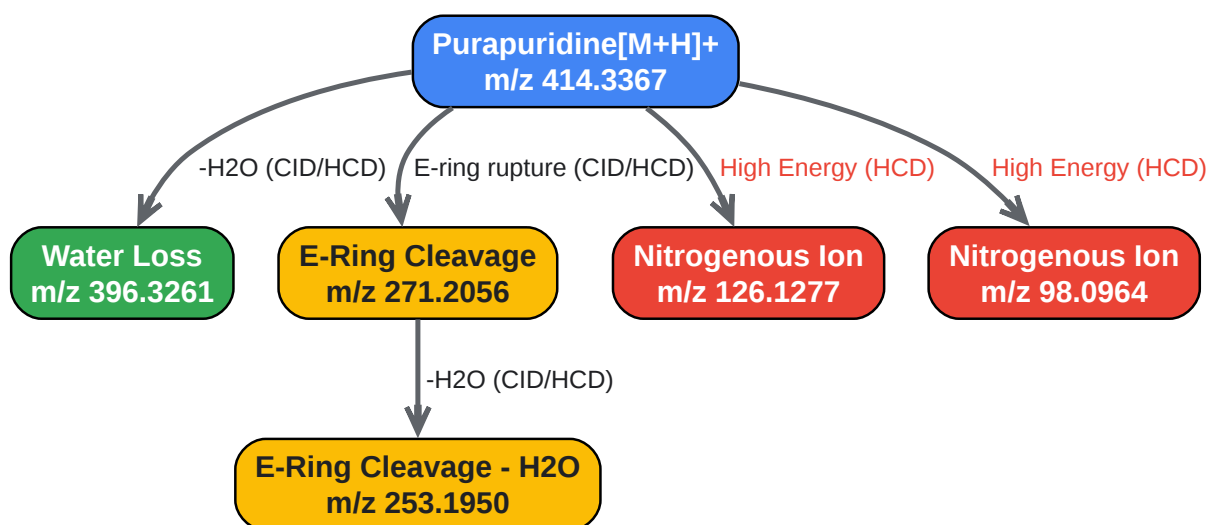 Purapuridine[M+H]+
m/z 414.3367
-H2O (CID/HCD)
E-ring rupture (CID/HCD)
High Energy (HCD)
High Energy (HCD)
Water Loss
m/z 396.3261
E-Ring Cleavage
m/z 271.2056
Nitrogenous Ion
m/z 126.1277
Nitrogenous Ion
m/z 98.0964
-H2O (CID/HCD)
E-Ring Cleavage - H2O
m/z 253.1950